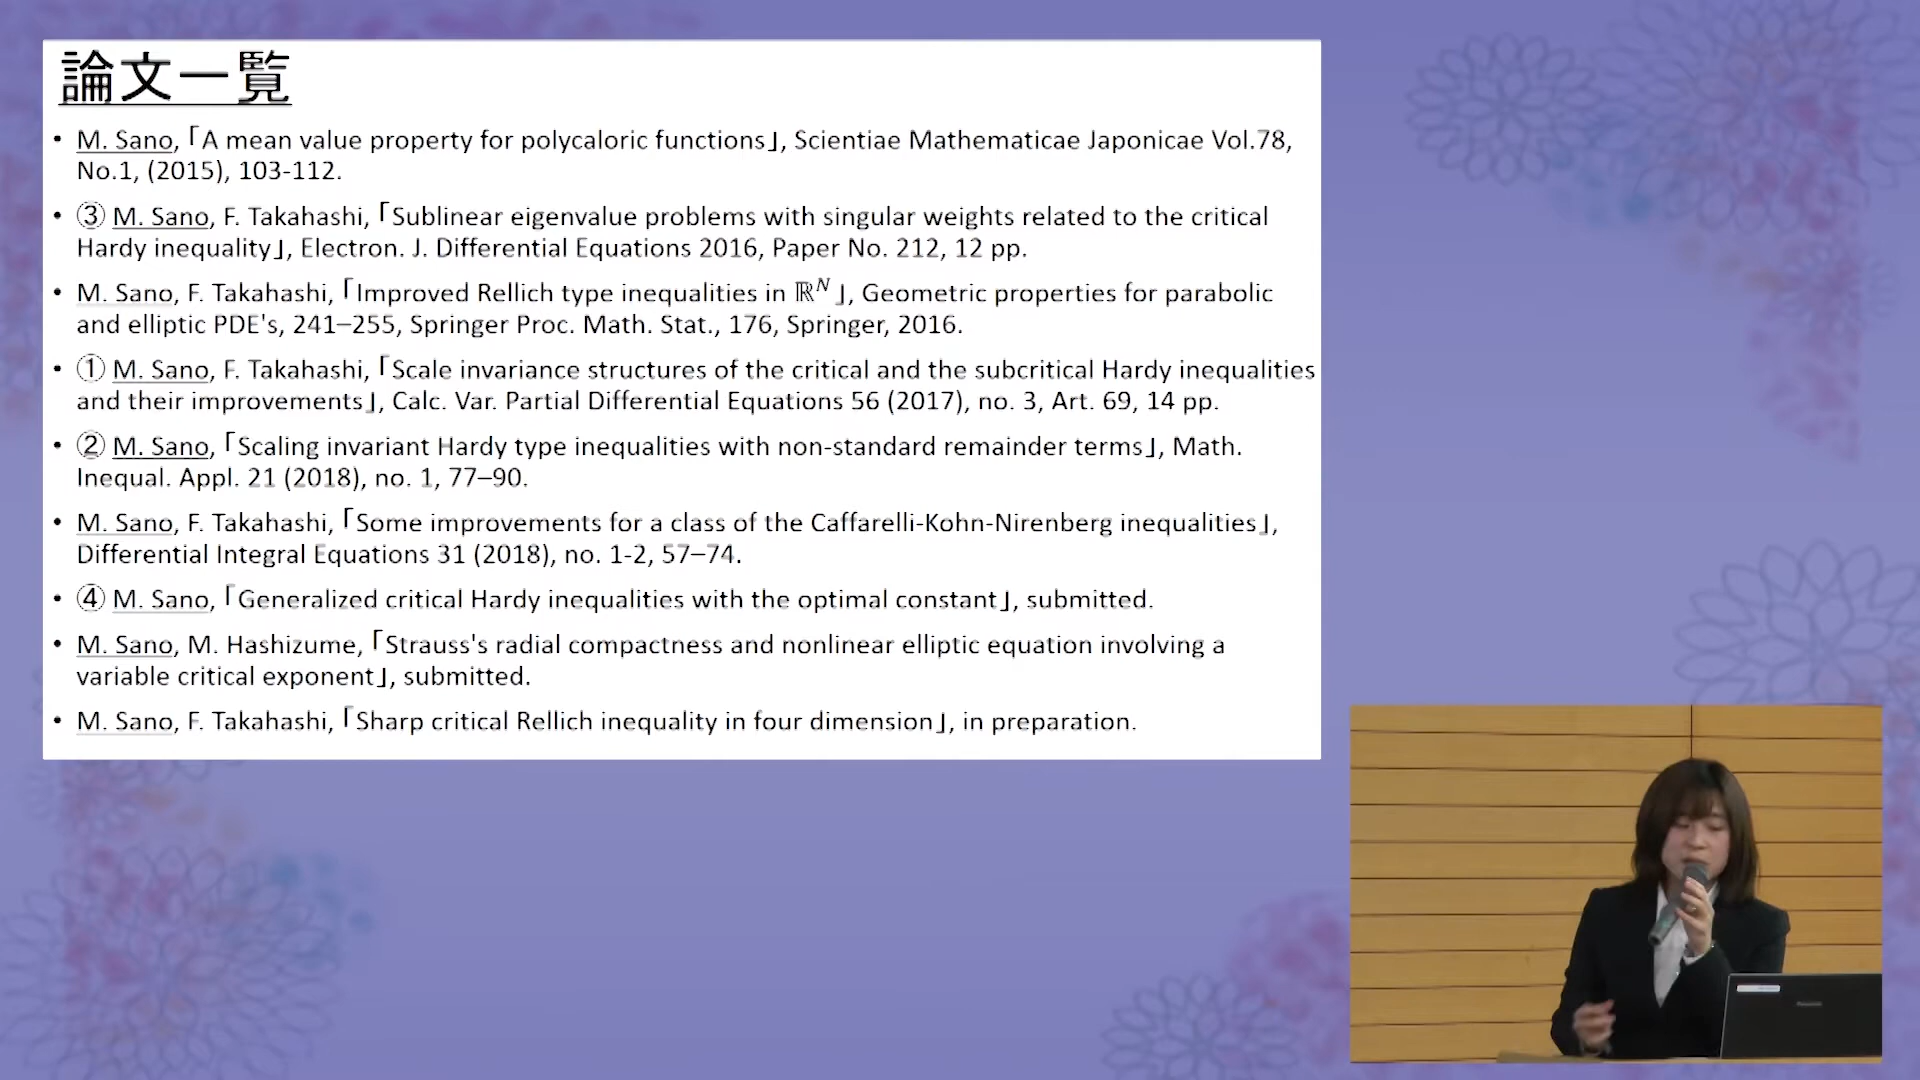 論文一覧
• M. Sano, ｢A mean value property for polycaloric functions｣, Scientiae Mathematicae Japonicae Vol.78,
No.1, (2015), 103-112.
• ③ M. Sano, F. Takahashi, ｢Sublinear eigenvalue problems with singular weights related to the critical
Hardy inequality｣, Electron. J. Differential Equations 2016, Paper No. 212, 12 pp.
• M. Sano, F. Takahashi, ｢Improved Rellich type inequalities in ℝᴺ｣, Geometric properties for parabolic
and elliptic PDE's, 241–255, Springer Proc. Math. Stat., 176, Springer, 2016.
• ① M. Sano, F. Takahashi, ｢Scale invariance structures of the critical and the subcritical Hardy inequalities
and their improvements｣, Calc. Var. Partial Differential Equations 56 (2017), no. 3, Art. 69, 14 pp.
• ② M. Sano, ｢Scaling invariant Hardy type inequalities with non-standard remainder terms｣, Math.
Inequal. Appl. 21 (2018), no. 1, 77–90.
• M. Sano, F. Takahashi, ｢Some improvements for a class of the Caffarelli-Kohn-Nirenberg inequalities｣,
Differential Integral Equations 31 (2018), no. 1-2, 57–74.
• ④ M. Sano, ｢Generalized critical Hardy inequalities with the optimal constant｣, submitted.
• M. Sano, M. Hashizume, ｢Strauss's radial compactness and nonlinear elliptic equation involving a
variable critical exponent｣, submitted.
• M. Sano, F. Takahashi, ｢Sharp critical Rellich inequality in four dimension｣, in preparation.